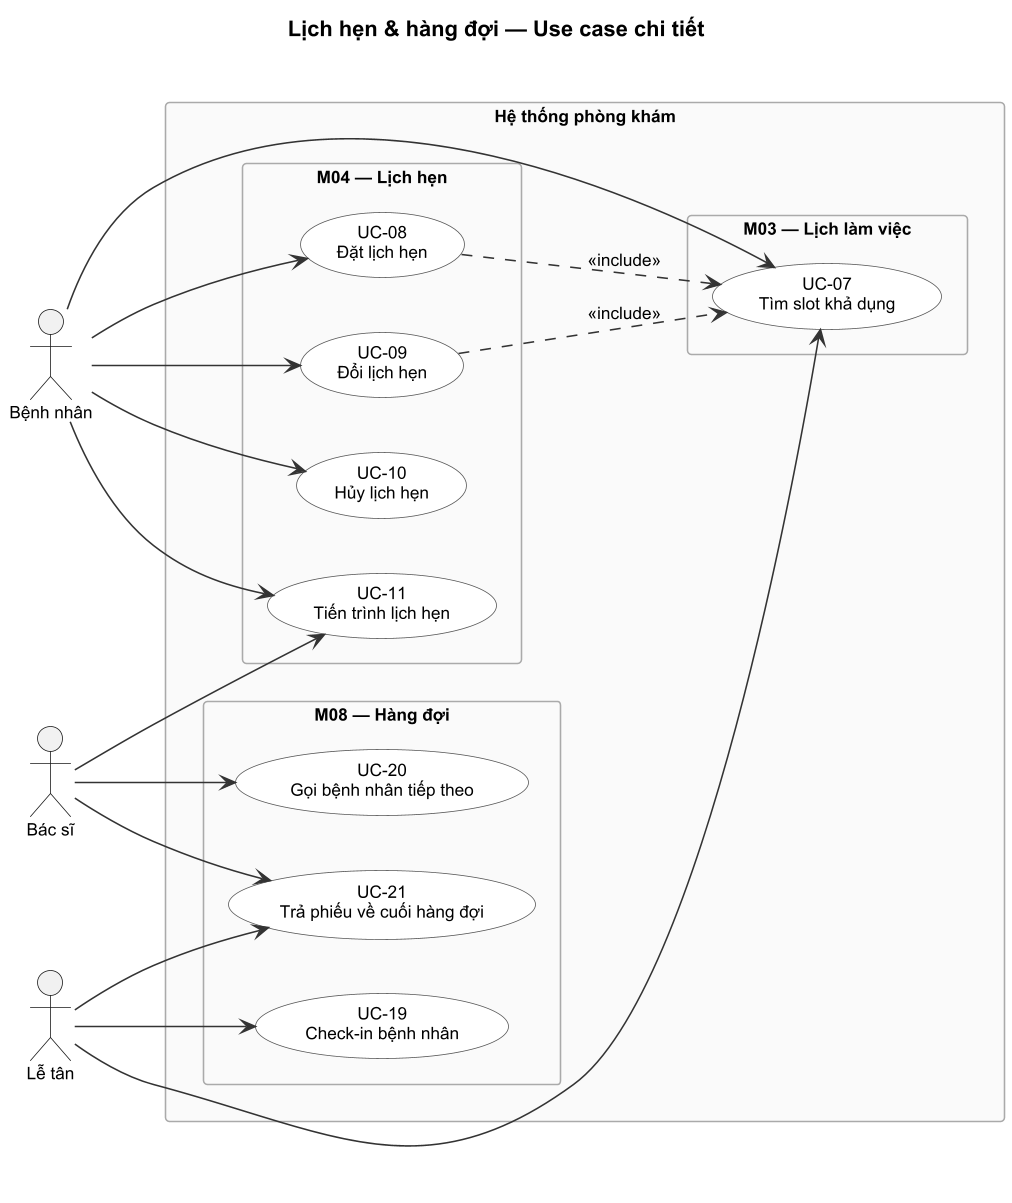 Lịch hẹn & hàng đợi — Use case chi tiết
Hệ thống phòng khám
M04 — Lịch hẹn
UC-08
Đặt lịch hẹn
«include»
M03 — Lịch làm việc
UC-07
Tìm slot khả dụng
«include»
UC-09
Đổi lịch hẹn
Bệnh nhân
UC-10
Hủy lịch hẹn
UC-11
Tiến trình lịch hẹn
M08 — Hàng đợi
UC-20
Gọi bệnh nhân tiếp theo
Bác sĩ
UC-21
Trả phiếu về cuối hàng đợi
UC-19
Check-in bệnh nhân
Lễ tân